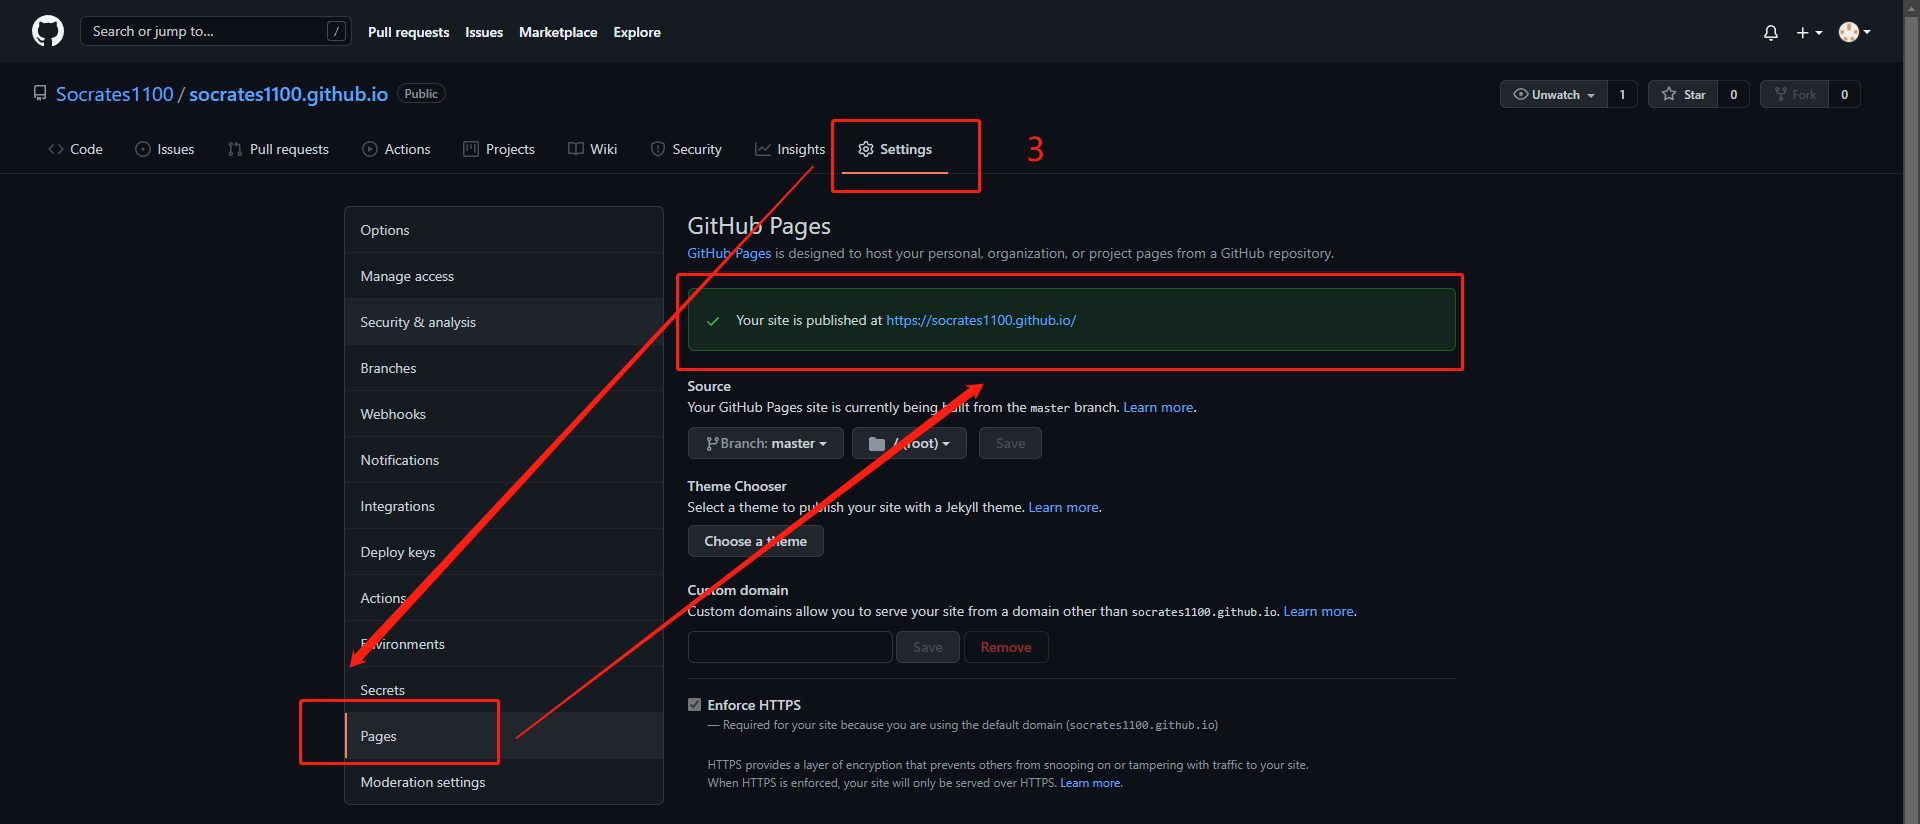 Search or jump to... /
Pull requests Issues Marketplace Explore
Socrates1100 / socrates1100.github.io Public
Unwatch 1 Star 0 Fork 0
Code Issues Pull requests Actions Projects Wiki Security Insights Settings
3
Options
Manage access
Security & analysis
Branches
Webhooks
Notifications
Integrations
Deploy keys
Actions
Environments
Secrets
Pages
Moderation settings
GitHub Pages
GitHub Pages is designed to host your personal, organization, or project pages from a GitHub repository.
Your site is published at https://socrates1100.github.io/
Source
Your GitHub Pages site is currently being built from the master branch. Learn more.
Branch: master / (root) Save
Theme Chooser
Select a theme to publish your site with a Jekyll theme. Learn more.
Choose a theme
Custom domain
Custom domains allow you to serve your site from a domain other than socrates1100.github.io. Learn more.
Save Remove
Enforce HTTPS
— Required for your site because you are using the default domain (socrates1100.github.io)
HTTPS provides a layer of encryption that prevents others from snooping on or tampering with traffic to your site.
When HTTPS is enforced, your site will only be served over HTTPS. Learn more.